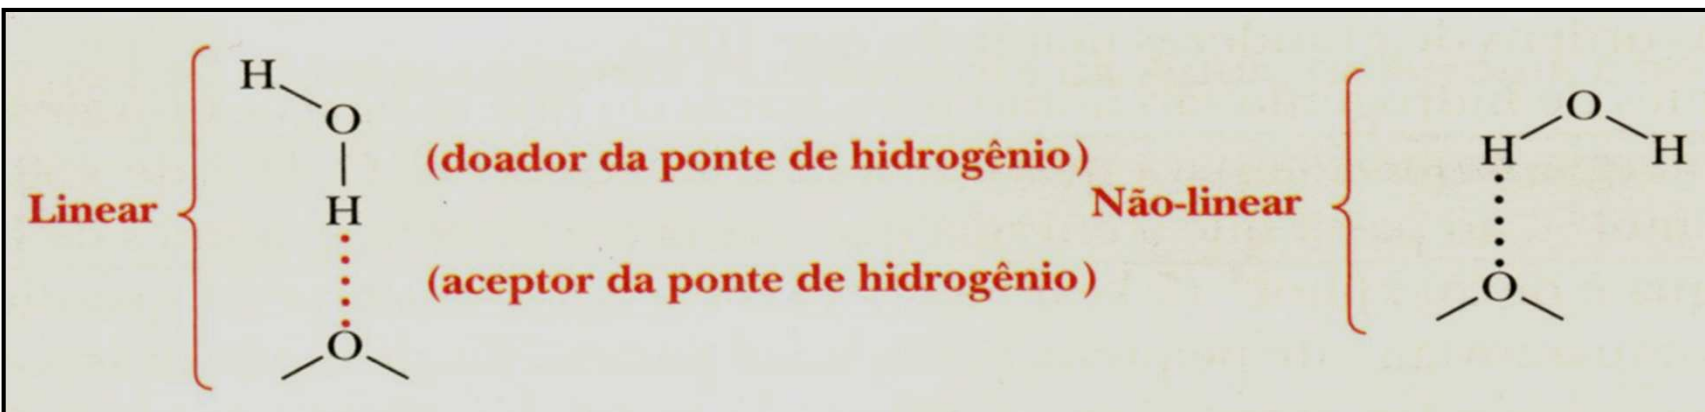 H
O
H
(doador da ponte de hidrogênio)
Linear
(aceptor da ponte de hidrogênio)
O
Não-linear
O
H
H
O